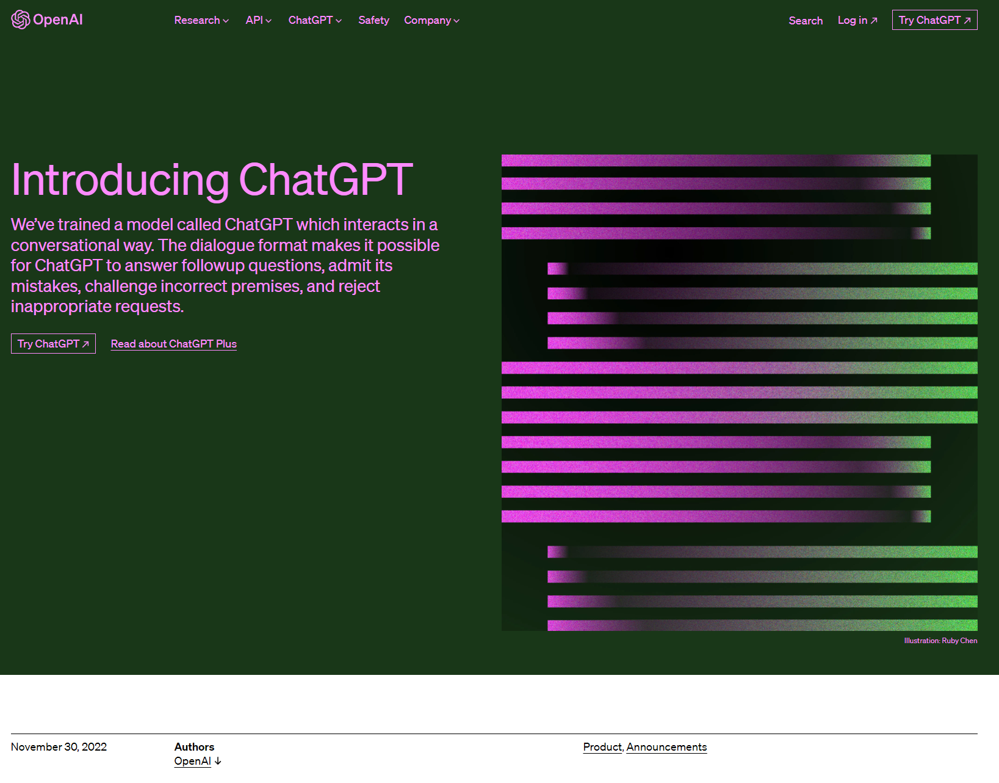 OpenAI
Research
API
ChatGPT
Safety
Company
Search
Log in ↗
Try ChatGPT ↗
Introducing ChatGPT
We’ve trained a model called ChatGPT which interacts in a
conversational way. The dialogue format makes it possible
for ChatGPT to answer followup questions, admit its
mistakes, challenge incorrect premises, and reject
inappropriate requests.
Try ChatGPT ↗
Read about ChatGPT Plus
Illustration: Ruby Chen
November 30, 2022
Authors
OpenAI ↓
Product, Announcements